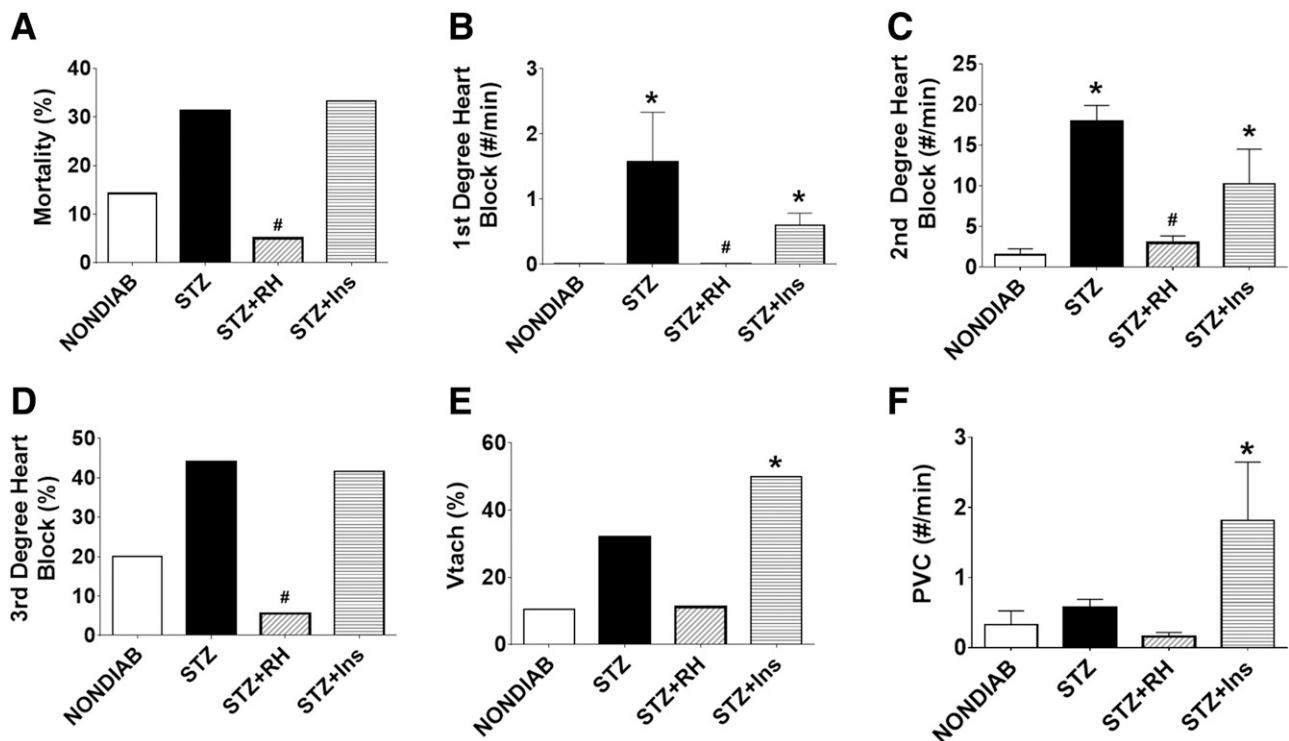 A
Mortality (%)
40
30
20
10
0
#
NONDIAB
STZ
STZ+RH
STZ+Ins
B
1st Degree Heart
Block (#/min)
3
2
1
0
*
#
*
NONDIAB
STZ
STZ+RH
STZ+Ins
C
2nd Degree Heart
Block (#/min)
25
20
15
10
5
0
*
#
*
NONDIAB
STZ
STZ+RH
STZ+Ins
D
3rd Degree Heart
Block (%)
50
40
30
20
10
0
#
NONDIAB
STZ
STZ+RH
STZ+Ins
E
Vtach (%)
60
40
20
0
*
NONDIAB
STZ
STZ+RH
STZ+Ins
F
PVC (#/min)
3
2
1
0
*
NONDIAB
STZ
STZ+RH
STZ+Ins